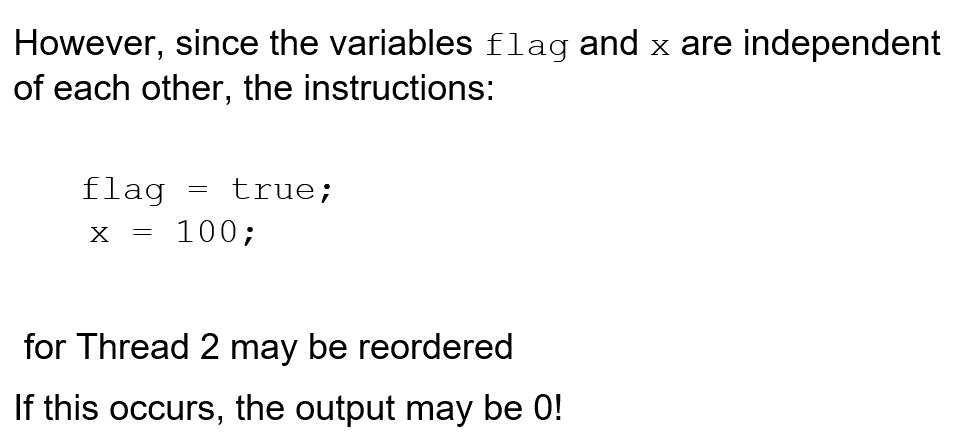 However, since the variables flag and x are independent
of each other, the instructions:
flag = true;
x = 100;
for Thread 2 may be reordered
If this occurs, the output may be 0!